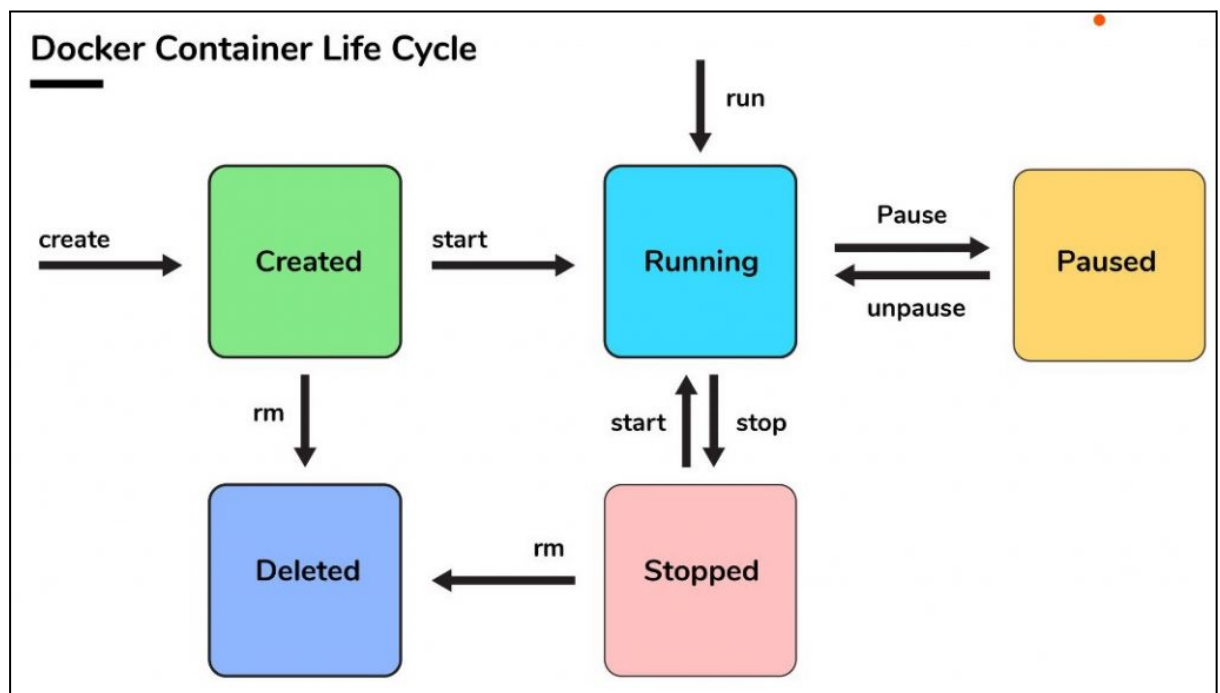 Docker Container Life Cycle
run
create
Created
start
Running
Pause
unpause
Paused
rm
start
stop
Deleted
rm
Stopped